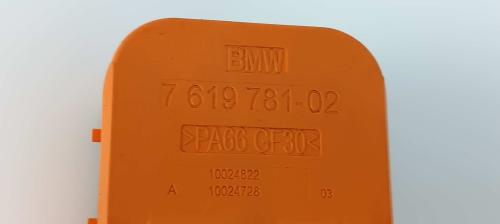 BMW
7 619 781-02
>PA66 GF30<
10024822
A 10024728 03